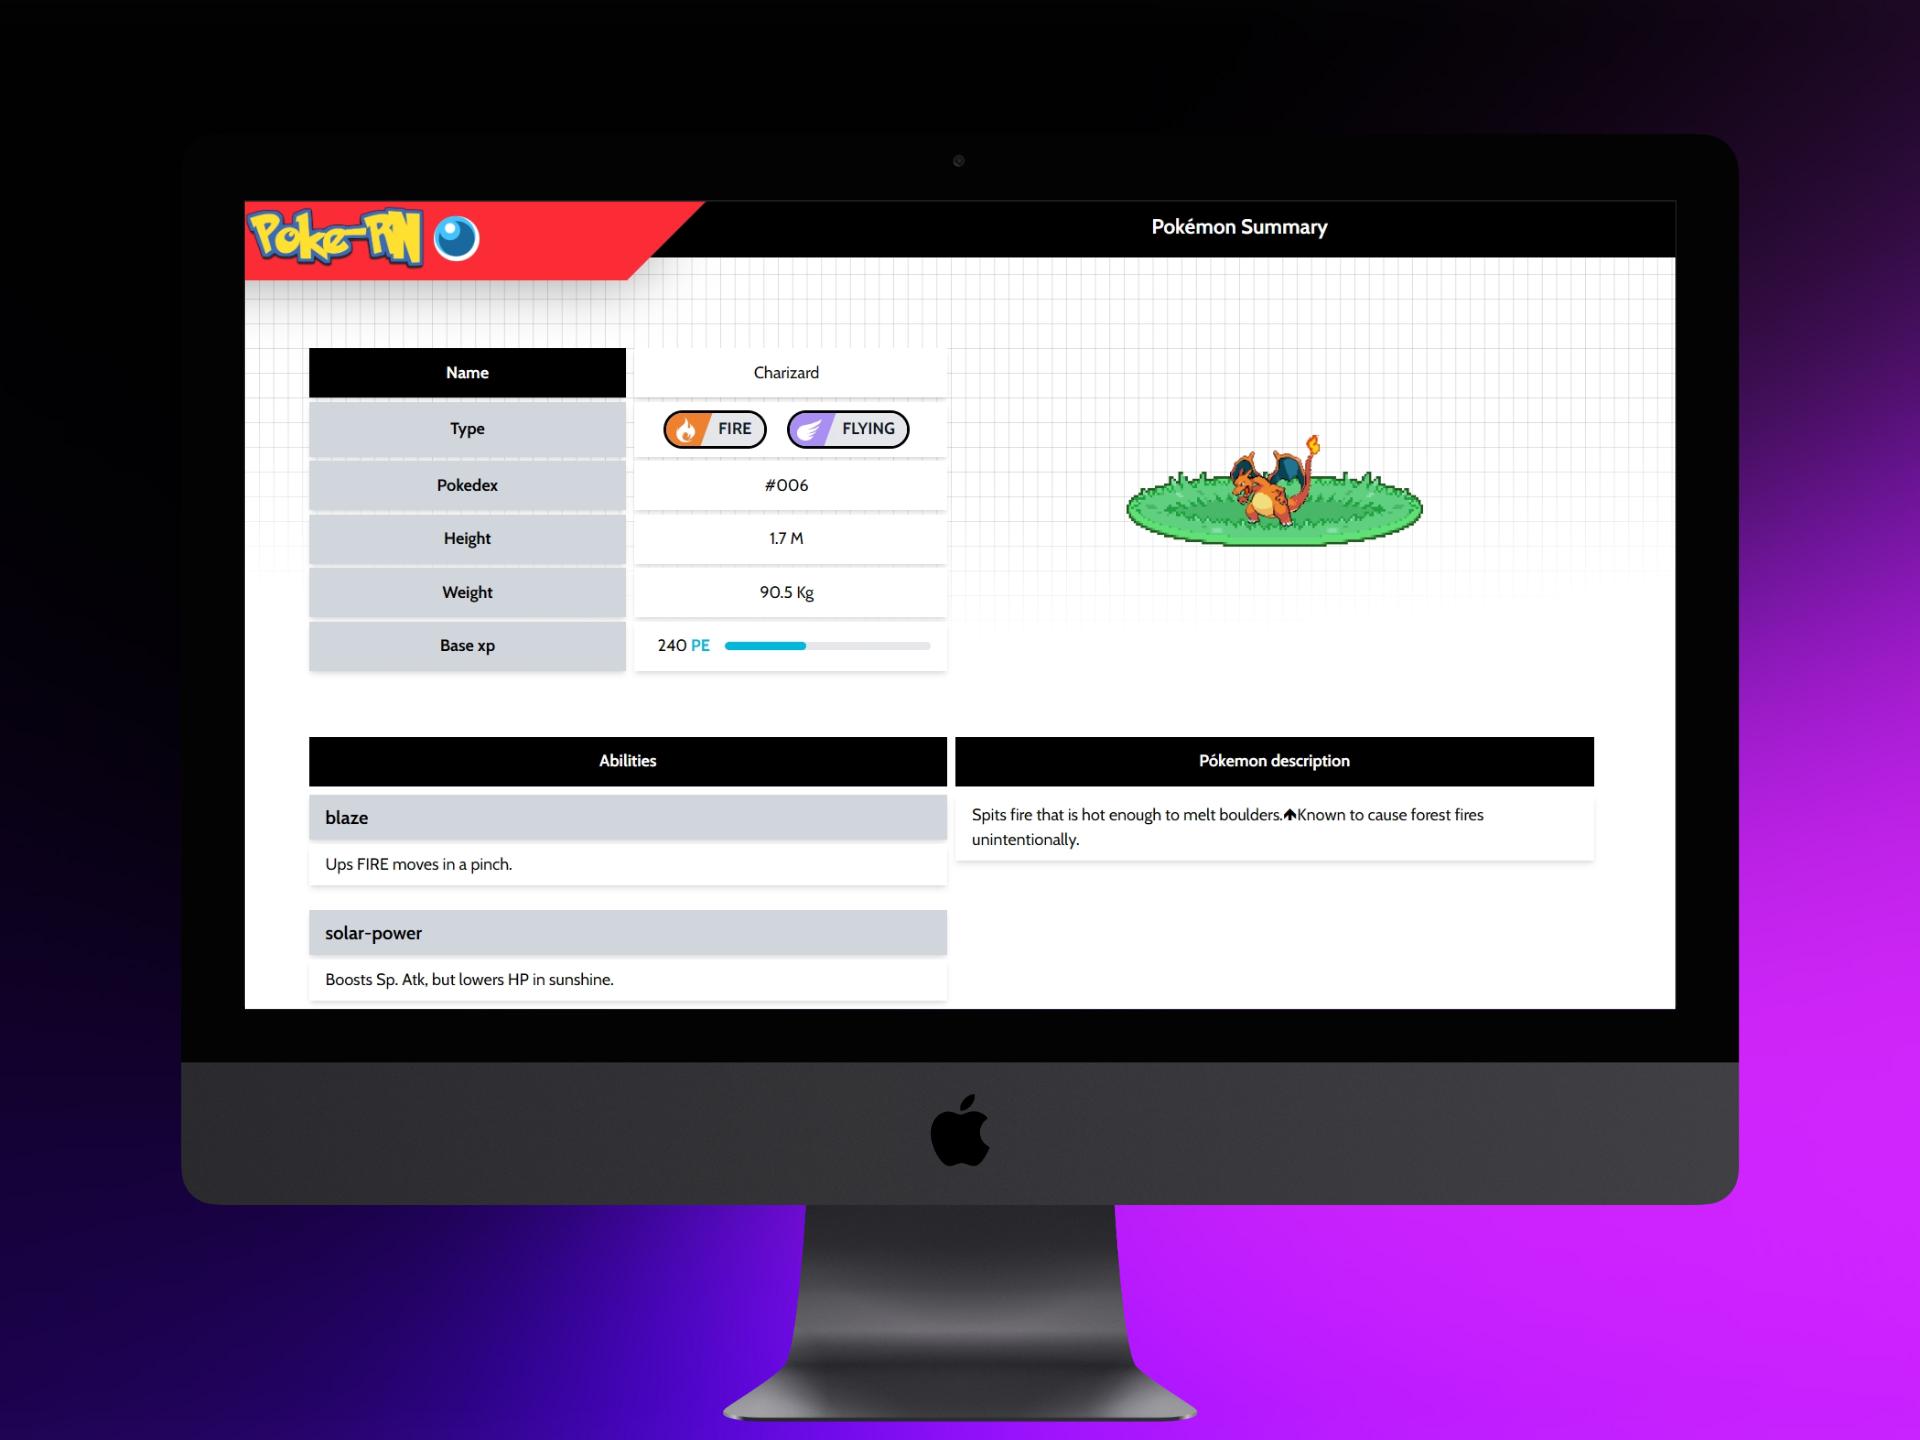 Poke-RN
Pokémon Summary
Name
Charizard
Type
FIRE
FLYING
Pokedex
#006
Height
1.7 M
Weight
90.5 Kg
Base xp
240 PE
Abilities
blaze
Ups FIRE moves in a pinch.
solar-power
Boosts Sp. Atk, but lowers HP in sunshine.
Pókemon description
Spits fire that is hot enough to melt boulders.🡅Known to cause forest fires
unintentionally.